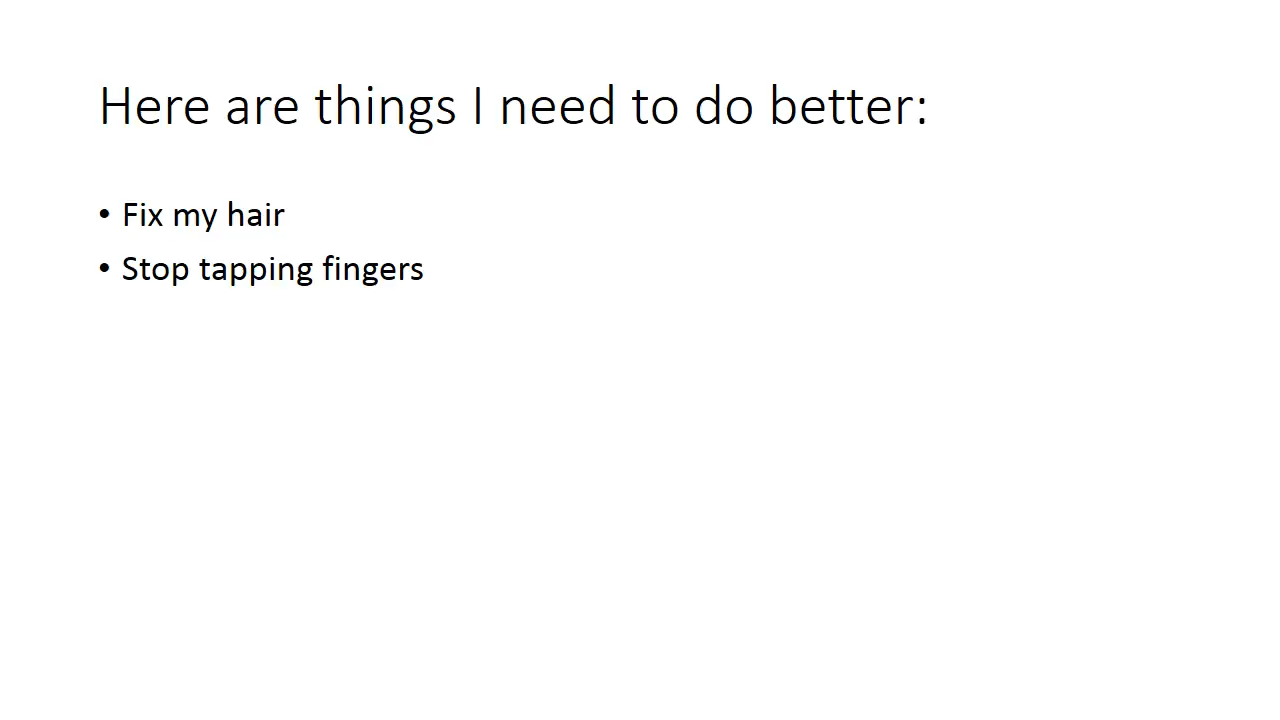 Here are things I need to do better:
• Fix my hair
• Stop tapping fingers